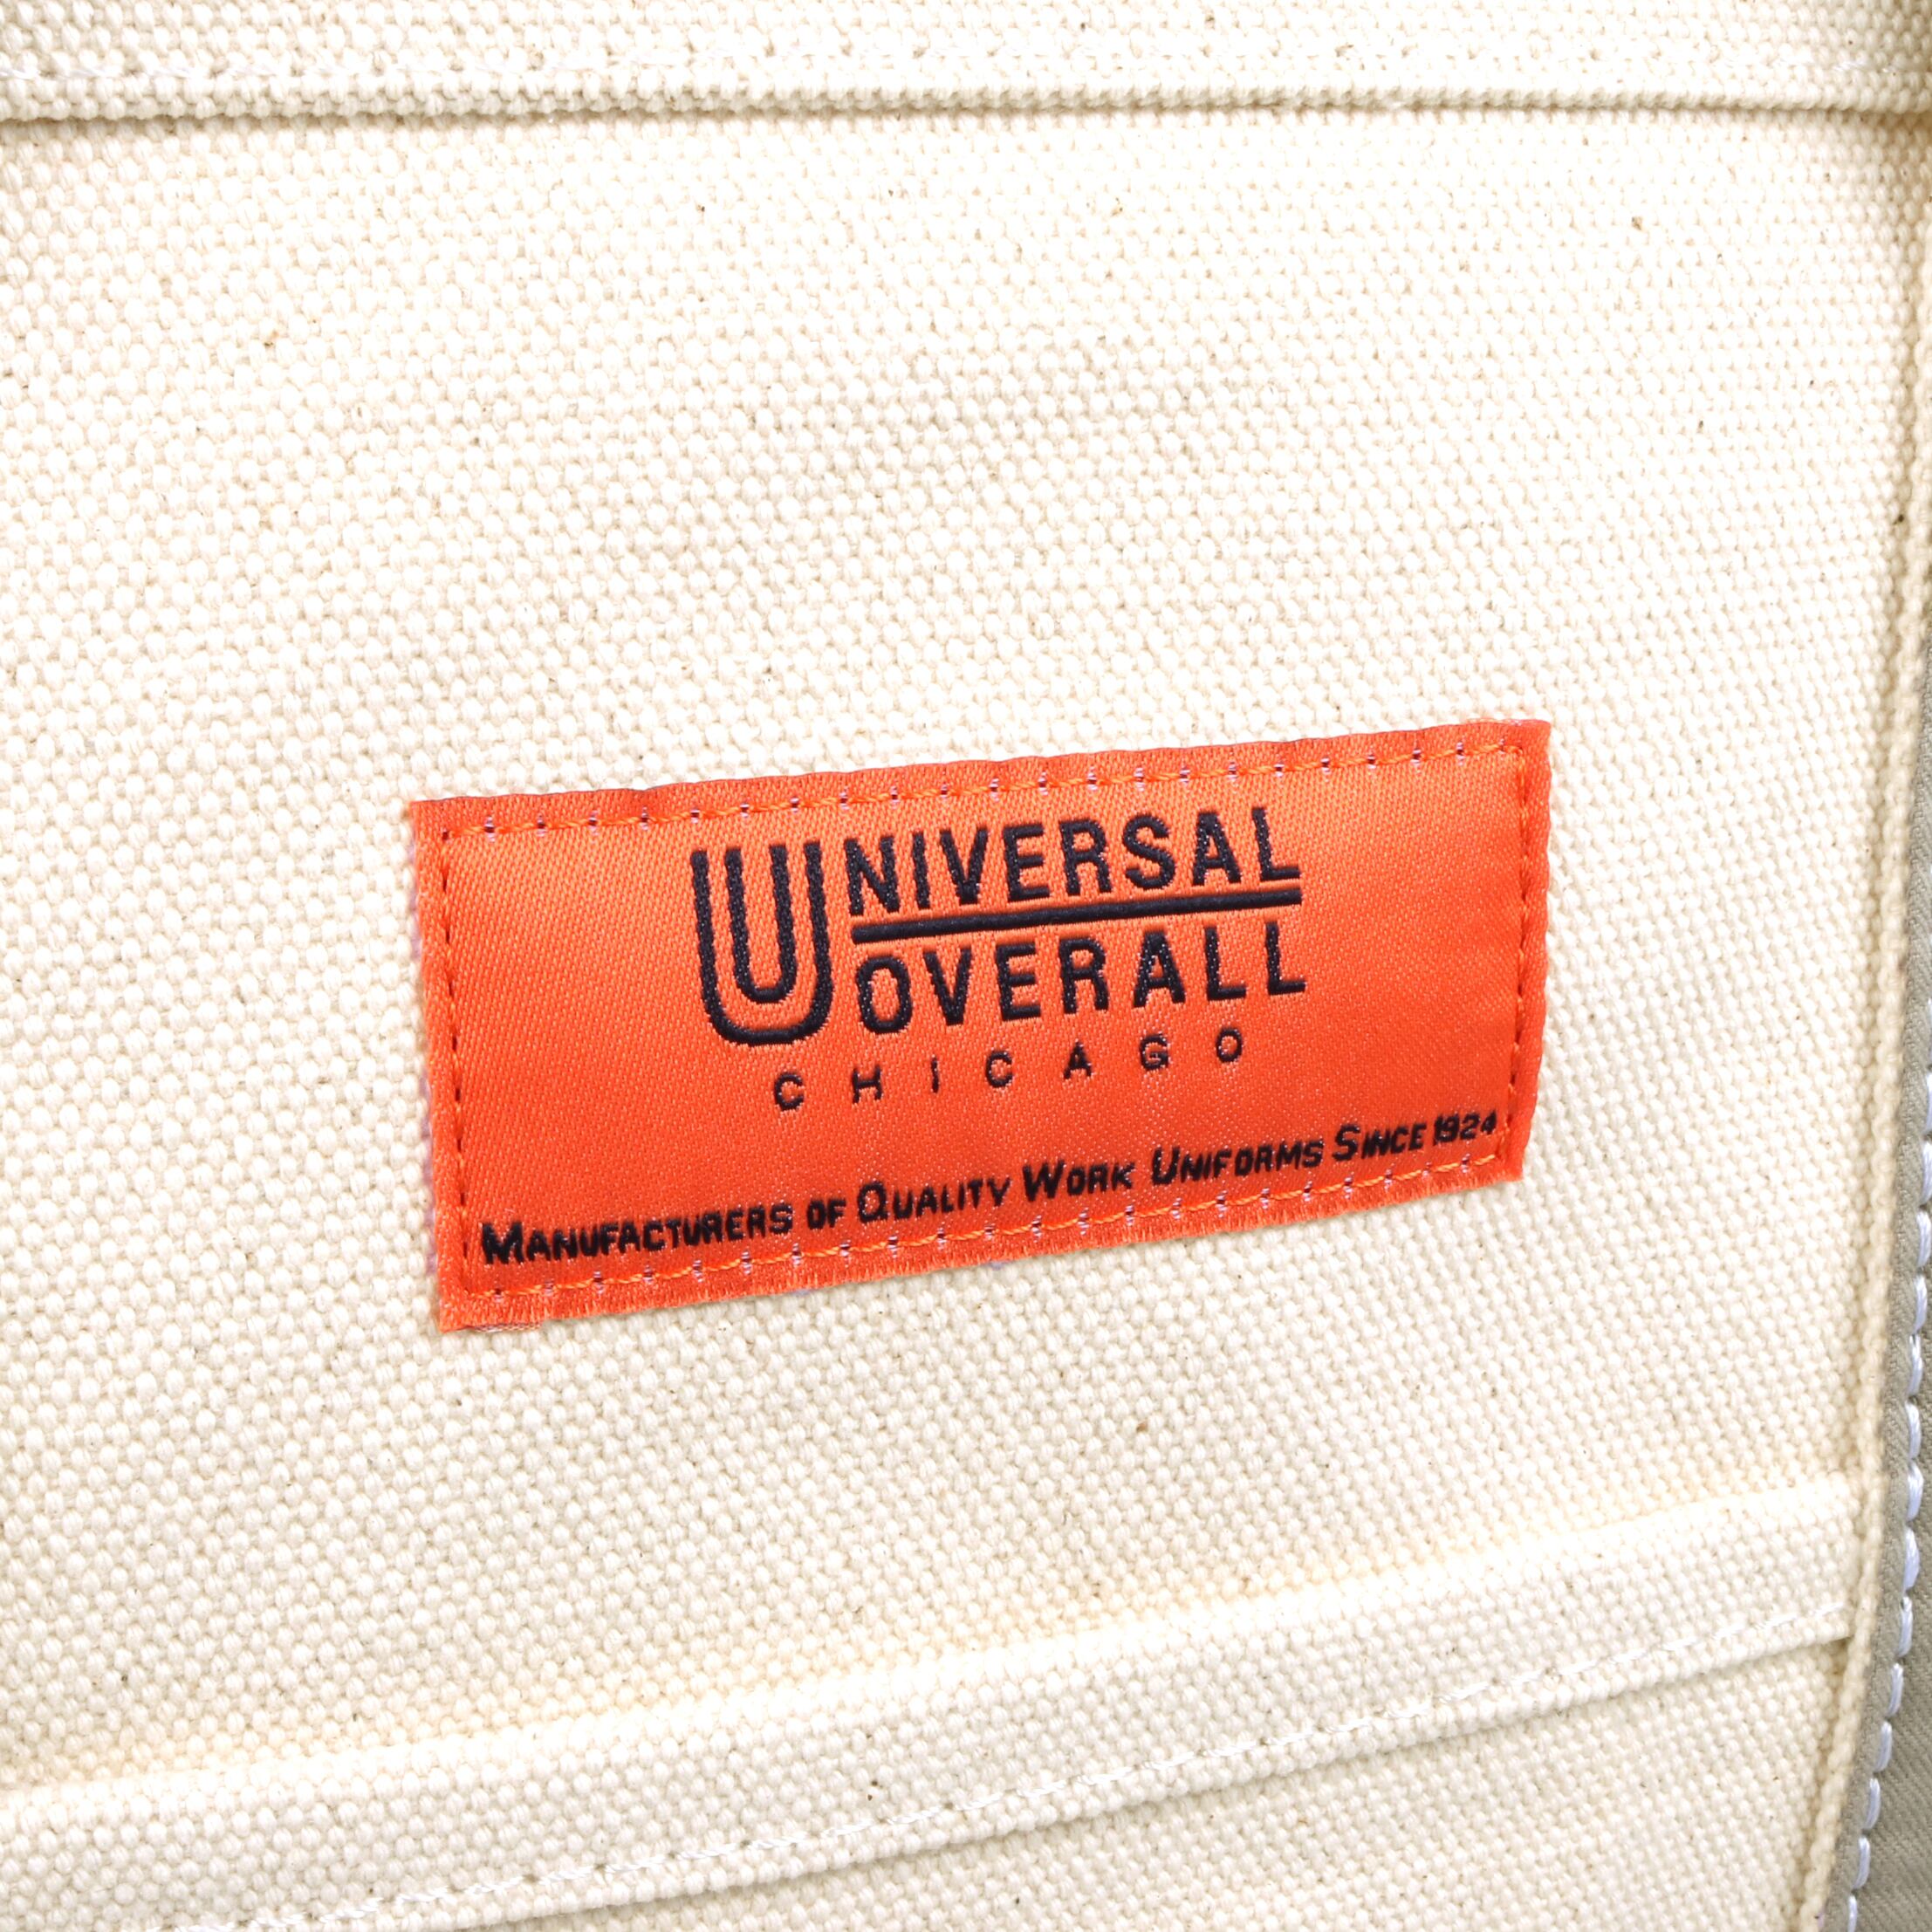 UNIVERSAL
OVERALL
CHICAGO
MANUFACTURERS OF QUALITY WORK UNIFORMS SINCE 1924